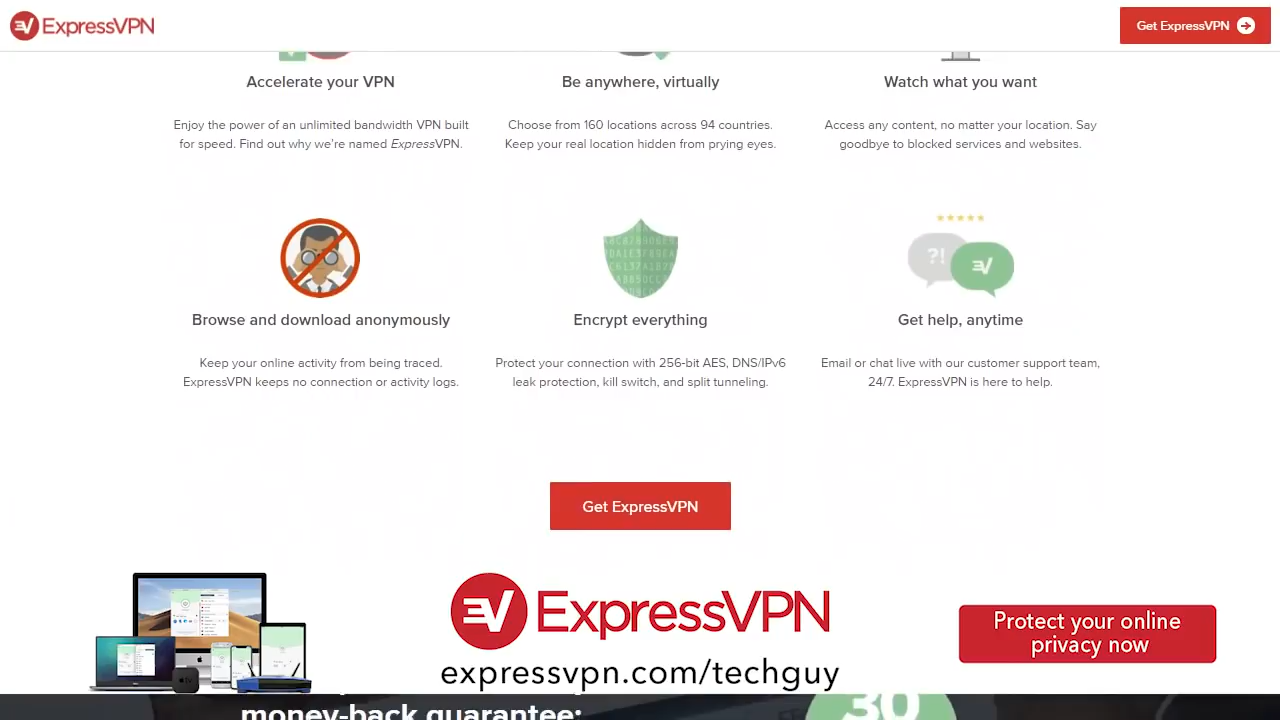 ExpressVPN
Get ExpressVPN
Accelerate your VPN
Enjoy the power of an unlimited bandwidth VPN built
for speed. Find out why we’re named ExpressVPN.
Be anywhere, virtually
Choose from 160 locations across 94 countries.
Keep your real location hidden from prying eyes.
Watch what you want
Access any content, no matter your location. Say
goodbye to blocked services and websites.
Browse and download anonymously
Keep your online activity from being traced.
ExpressVPN keeps no connection or activity logs.
Encrypt everything
Protect your connection with 256-bit AES, DNS/IPv6
leak protection, kill switch, and split tunneling.
?!
Get help, anytime
Email or chat live with our customer support team,
24/7. ExpressVPN is here to help.
Get ExpressVPN
ExpressVPN
expressvpn.com/techguy
Protect your online
privacy now
money-back guarantee:
30